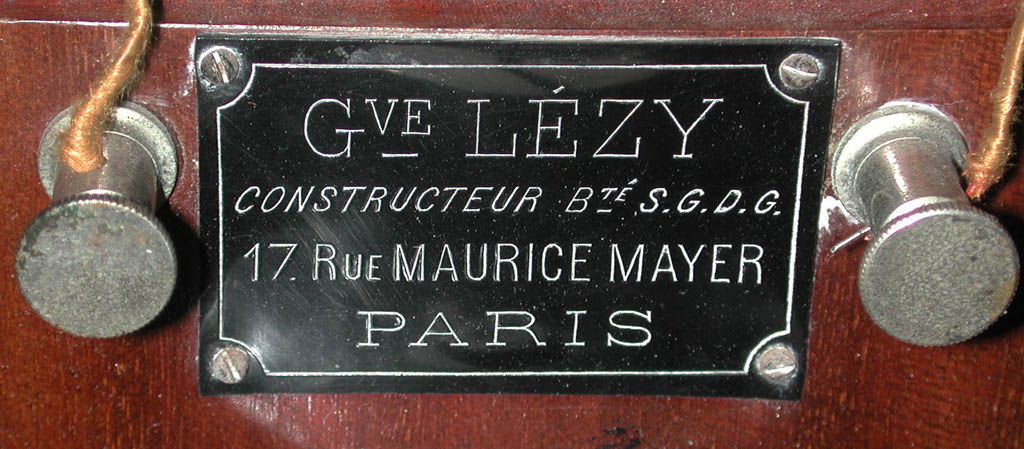 GVE LÉZY
CONSTRUCTEUR BTÉ S.G.D.G.
17. RUE MAURICE MAYER
PARIS